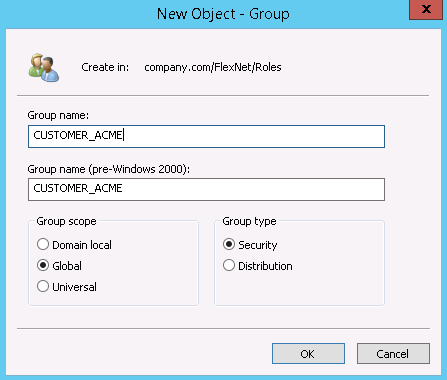 New Object - Group
x
Create in: company.com/FlexNet/Roles
Group name:
CUSTOMER_ACME
Group name (pre-Windows 2000):
CUSTOMER_ACME
Group scope
Domain local
Global
Universal
Group type
Security
Distribution
OK
Cancel